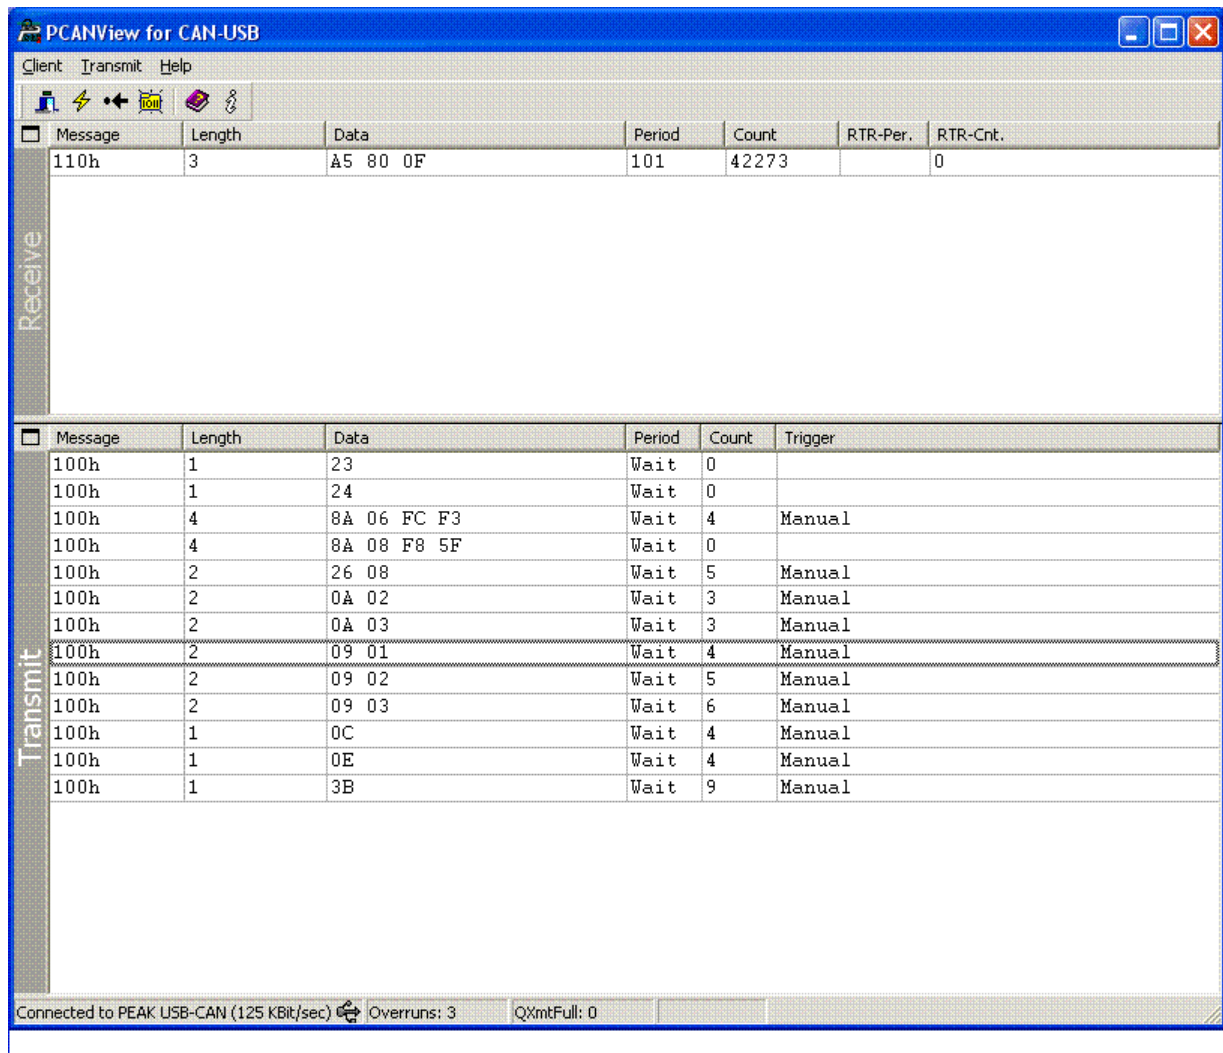 PCANView for CAN-USB
Client Transmit Help
Message Length Data Period Count RTR-Per. RTR-Cnt.
110h 3 A5 80 0F 101 42273 0
Receive
Message Length Data Period Count Trigger
100h 1 23 Wait 0
100h 1 24 Wait 0
100h 4 8A 06 FC F3 Wait 4 Manual
100h 4 8A 08 F8 5F Wait 0
100h 2 26 08 Wait 5 Manual
100h 2 0A 02 Wait 3 Manual
100h 2 0A 03 Wait 3 Manual
100h 2 09 01 Wait 4 Manual
100h 2 09 02 Wait 5 Manual
100h 2 09 03 Wait 6 Manual
100h 1 0C Wait 4 Manual
100h 1 0E Wait 4 Manual
100h 1 3B Wait 9 Manual
Transmit
Connected to PEAK USB-CAN (125 KBit/sec) Overruns: 3 QXmtFull: 0